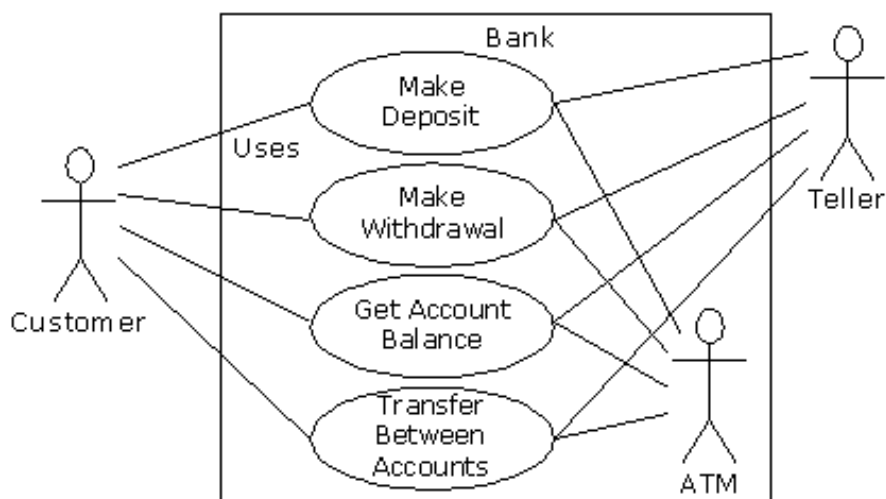 Bank
Make
Deposit
Uses
Make
Withdrawal
Teller
Get Account
Balance
Customer
Transfer
Between
Accounts
ATM